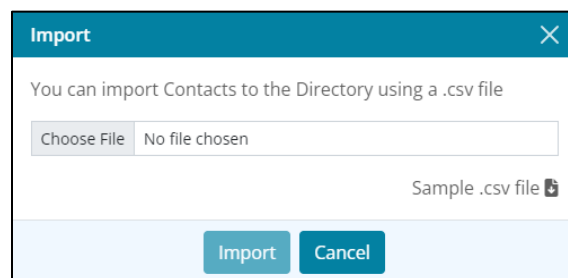 Import
You can import Contacts to the Directory using a .csv file
Choose File No file chosen
Sample .csv file
Import Cancel